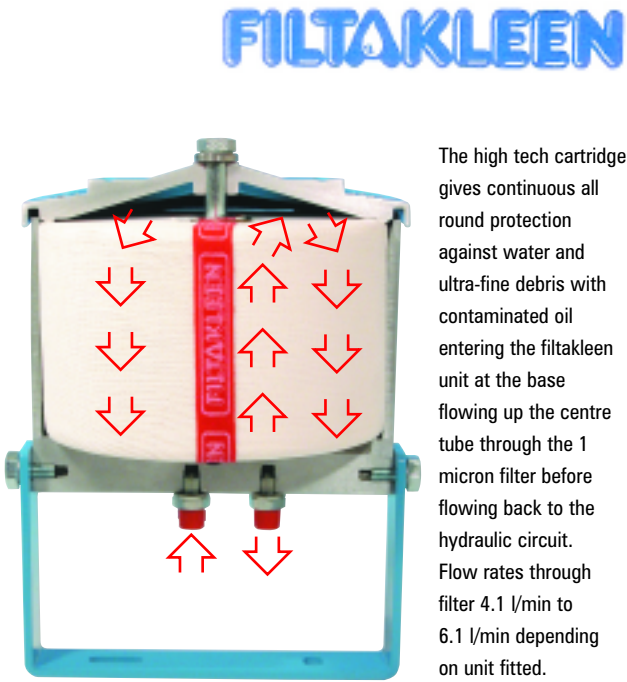 FILTAKLEEN
FILTAKLEEN
N
The high tech cartridge
gives continuous all
round protection
against water and
ultra-fine debris with
contaminated oil
entering the filtakleen
unit at the base
flowing up the centre
tube through the 1
micron filter before
flowing back to the
hydraulic circuit.
Flow rates through
filter 4.1 l/min to
6.1 l/min depending
on unit fitted.